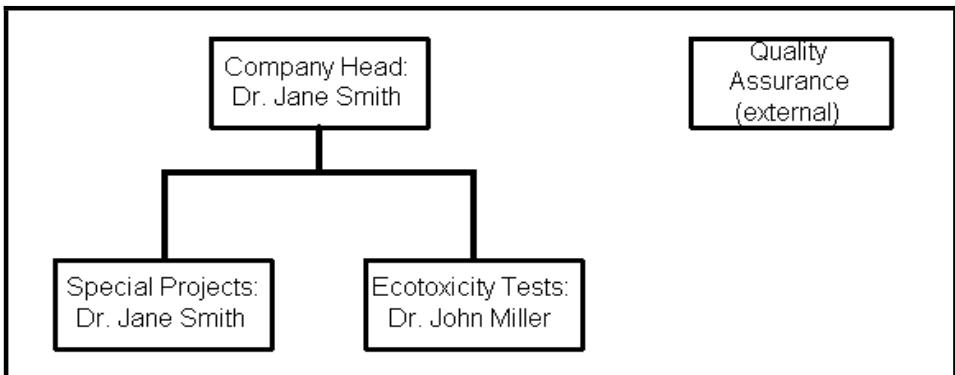 Company Head:
Dr. Jane Smith
Quality
Assurance
(external)
Special Projects:
Dr. Jane Smith
Ecotoxicity Tests:
Dr. John Miller